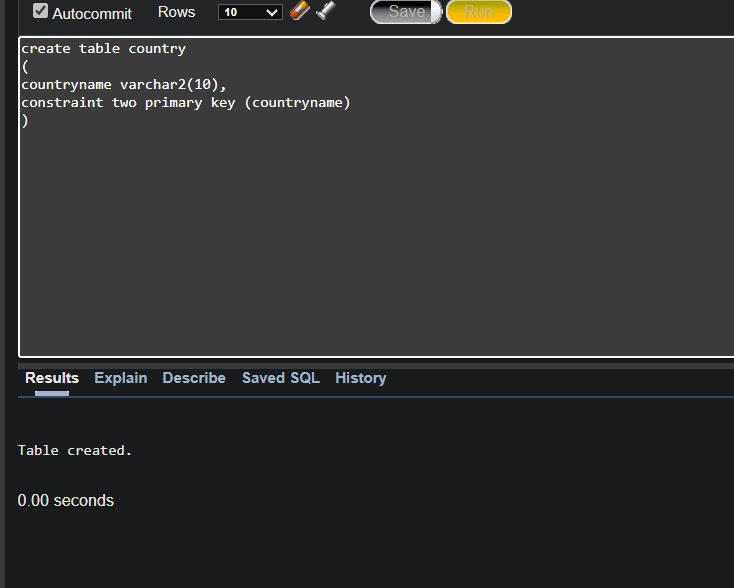 Autocommit Rows 10 Save Run
create table country
(
countryname varchar2(10),
constraint two primary key (countryname)
)
Results Explain Describe Saved SQL History
Table created.
0.00 seconds